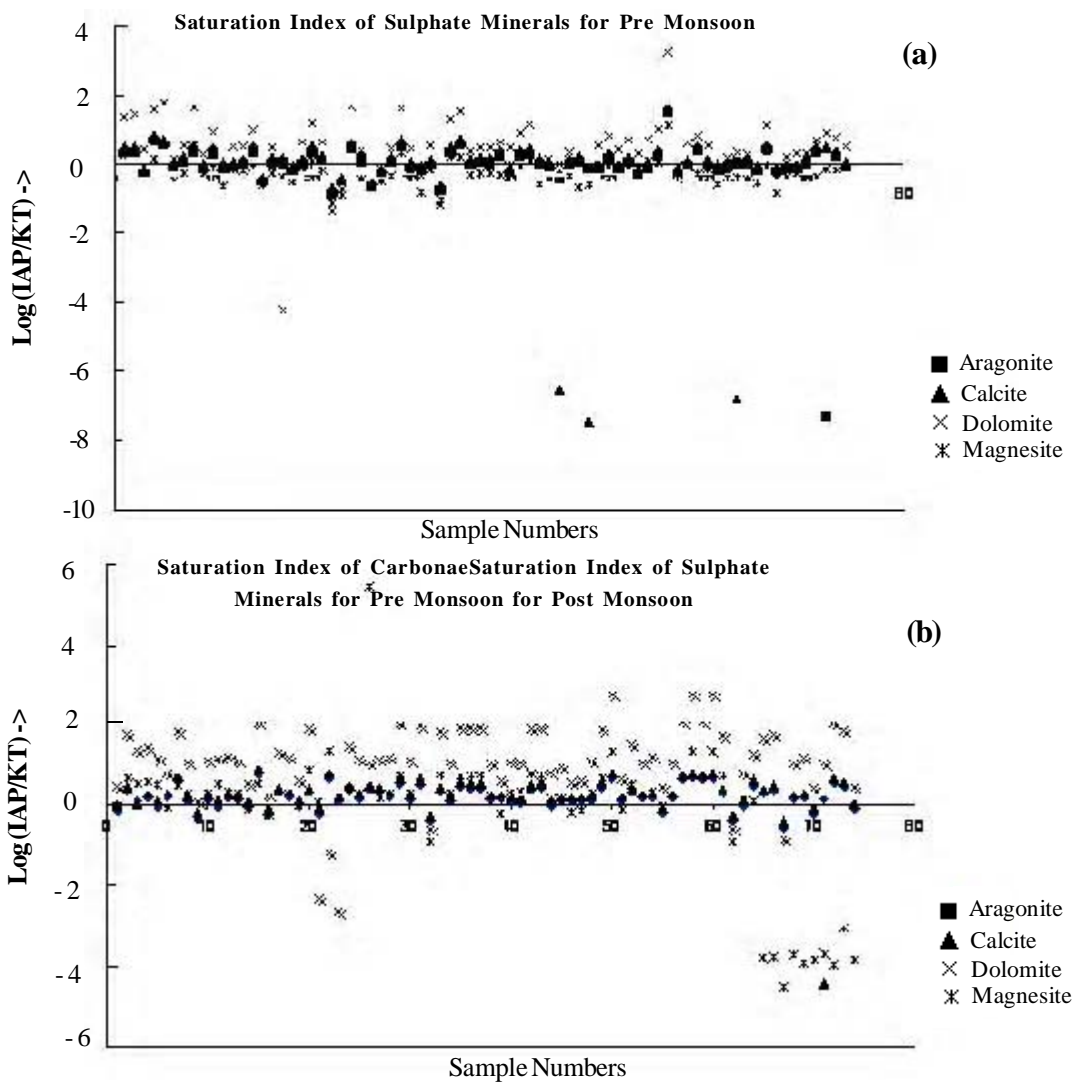 Saturation Index of Sulphate Minerals for Pre Monsoon
(a)
4
2
0
-2
-4
-6
-8
-10
80
Log(IAP/KT) ->
Aragonite
Calcite
Dolomite
Magnesite
Sample Numbers
Saturation Index of CarbonaeSaturation Index of Sulphate
Minerals for Pre Monsoon for Post Monsoon
(b)
6
4
2
0
-2
-4
-6
0 10 20 30 40 50 60 70 80
Log(IAP/KT) ->
Aragonite
Calcite
Dolomite
Magnesite
Sample Numbers